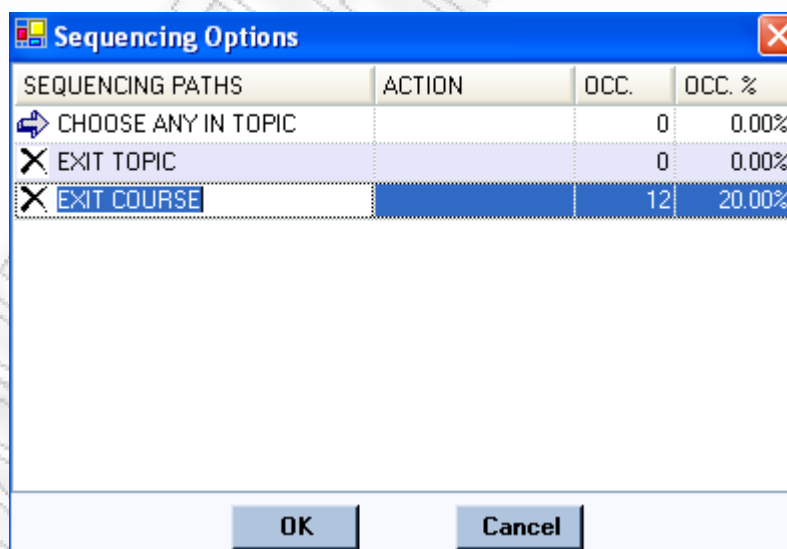 Sequencing Options
SEQUENCING PATHS ACTION OCC. OCC. %
CHOOSE ANY IN TOPIC 0 0.00%
EXIT TOPIC 0 0.00%
EXIT COURSE 12 20.00%
OK Cancel